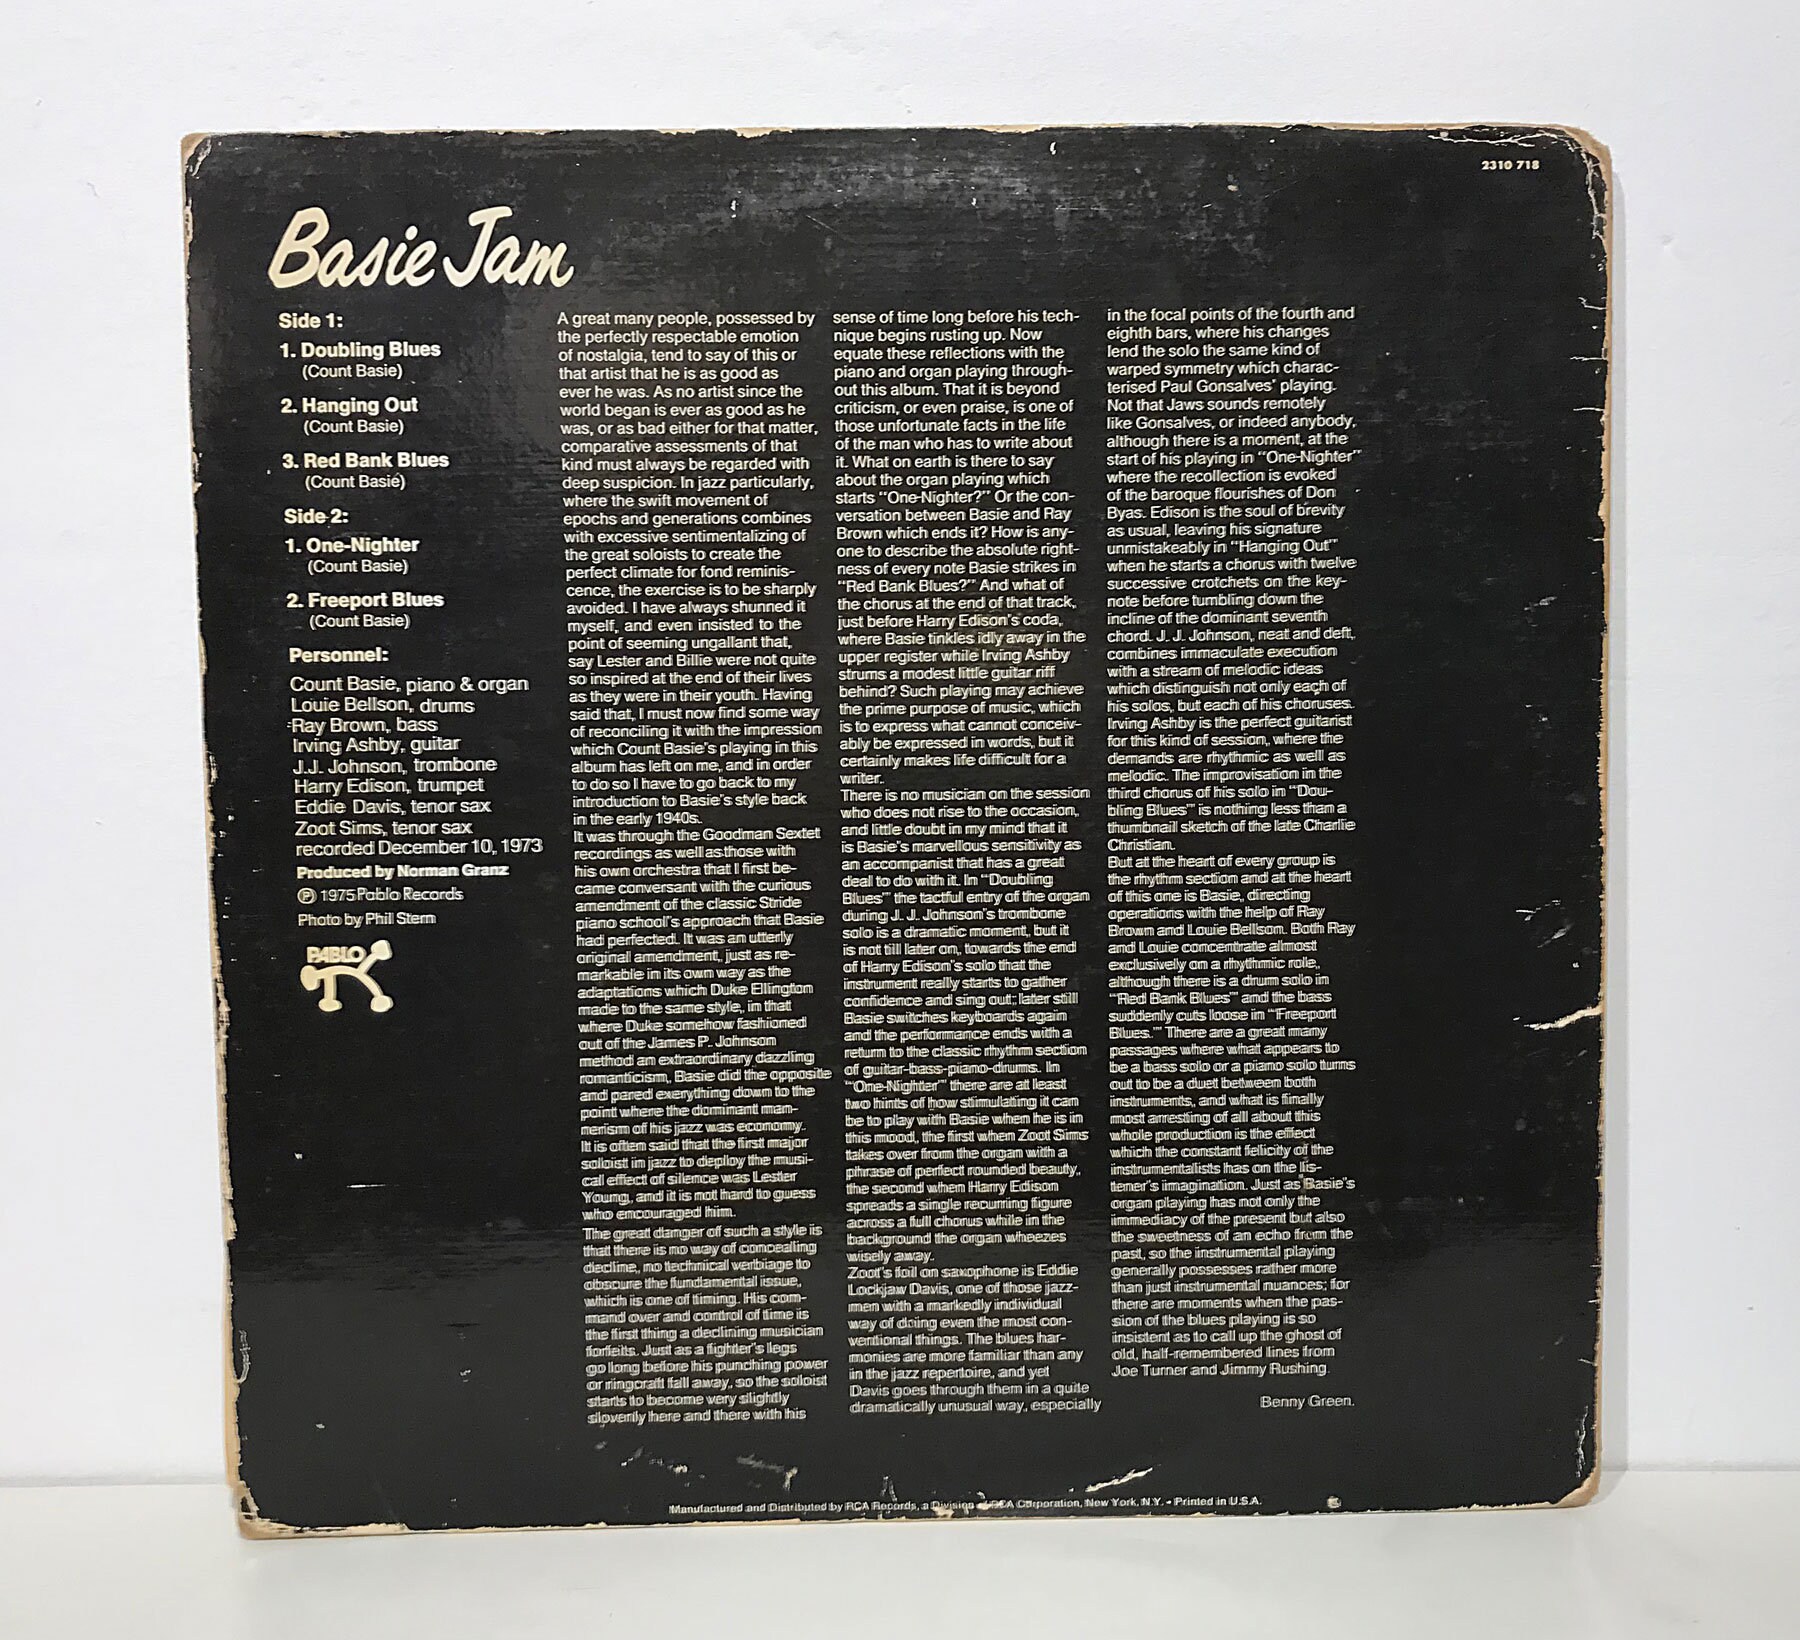 2310 718
Basie Jam
Side 1:
1. Doubling Blues
(Count Basie)
2. Hanging Out
(Count Basie)
3. Red Bank Blues
(Count Basie)
Side 2:
1. One-Nighter
(Count Basie)
2. Freeport Blues
(Count Basie)
Personnel:
Count Basie, piano & organ
Louie Bellson, drums
Ray Brown, bass
Irving Ashby, guitar
J.J. Johnson, trombone
Harry Edison, trumpet
Eddie Davis, tenor sax
Zoot Sims, tenor sax
recorded December 10, 1973
Produced by Norman Granz
Ⓟ 1975 Pablo Records
Photo by Phil Stern
PABLO
A great many people, possessed by
the perfectly respectable emotion
of nostalgia, tend to say of this or
that artist that he is as good as
ever he was. As no artist since the
world began is ever as good as he
was, or as bad either for that matter,
comparative assessments of that
kind must always be regarded with
deep suspicion. In jazz particularly,
where the swift movement of
epochs and generations combines
with excessive sentimentalizing of
the great soloists to create the
perfect climate for fond reminis-
cence, the exercise is to be sharply
avoided. I have always shunned it
myself, and even insisted to the
point of seeming ungallant that,
say Lester and Billie were not quite
so inspired at the end of their lives
as they were in their youth. Having
said that, I must now find some way
of reconciling it with the impression
which Count Basie's playing in this
album has left on me, and in order
to do so I have to go back to my
introduction to Basie's style back
in the early 1940s.
It was through the Goodman Sextet
recordings as well as those with
his own orchestra that I first be-
came conversant with the curious
amendment of the classic Stride
piano school's approach that Basie
had perfected. It was an utterly
original amendment, just as re-
markable in its own way as the
adaptations which Duke Ellington
made to the same style, in that
where Duke somehow fashioned
out of the James P. Johnson
method an extraordinary dazzling
romanticism, Basie did the opposite
and pared everything down to the
point where the dominant man-
nerism of his jazz was economy.
It is often said that the first major
soloist in jazz to deploy the musi-
cal effect of silence was Lester
Young, and it is not hard to guess
who encouraged him.
The great danger of such a style is
that there is no way of concealing
decline, no technical verbiage to
obscure the fundamental issue,
which is one of timing. His com-
mand over and control of time is
the first thing a declining musician
forfeits. Just as a fighter's legs
go long before his punching power
or ringcraft fall away, so the soloist
starts to become very slightly
slovenly here and there with his
sense of time long before his tech-
nique begins rusting up. Now
equate these reflections with the
piano and organ playing through-
out this album. That it is beyond
criticism, or even praise, is one of
those unfortunate facts in the life
of the man who has to write about
it. What on earth is there to say
about the organ playing which
starts "One-Nighter?" Or the con-
versation between Basie and Ray
Brown which ends it? How is any-
one to describe the absolute right-
ness of every note Basie strikes in
"Red Bank Blues?" And what of
the chorus at the end of that track,
just before Harry Edison's coda,
where Basie tinkles idly away in the
upper register while Irving Ashby
strums a modest little guitar riff
behind? Such playing may achieve
the prime purpose of music, which
is to express what cannot conceiv-
ably be expressed in words, but it
certainly makes life difficult for a
writer.
There is no musician on the session
who does not rise to the occasion,
and little doubt in my mind that it
is Basie's marvellous sensitivity as
an accompanist that has a great
deal to do with it. In "Doubling
Blues" the tactful entry of the organ
during J. J. Johnson's trombone
solo is a dramatic moment, but it
is not till later on, towards the end
of Harry Edison's solo that the
instrument really starts to gather
confidence and sing out; later still
Basie switches keyboards again
and the performance ends with a
return to the classic rhythm section
of guitar-bass-piano-drums. In
"One-Nighter" there are at least
two hints of how stimulating it can
be to play with Basie when he is in
this mood, the first when Zoot Sims
takes over from the organ with a
phrase of perfect rounded beauty,
the second when Harry Edison
spreads a single recurring figure
across a full chorus while in the
background the organ wheezes
wisely away.
Zoot's foil on saxophone is Eddie
Lockjaw Davis, one of those jazz-
men with a markedly individual
way of doing even the most con-
ventional things. The blues har-
monies are more familiar than any
in the jazz repertoire, and yet
Davis goes through them in a quite
dramatically unusual way, especially
in the focal points of the fourth and
eighth bars, where his changes
lend the solo the same kind of
warped symmetry which charac-
terised Paul Gonsalves' playing.
Not that Jaws sounds remotely
like Gonsalves, or indeed anybody,
although there is a moment, at the
start of his playing in "One-Nighter"
where the recollection is evoked
of the baroque flourishes of Don
Byas. Edison is the soul of brevity
as usual, leaving his signature
unmistakeably in "Hanging Out"
when he starts a chorus with twelve
successive crotchets on the key-
note before tumbling down the
incline of the dominant seventh
chord. J. J. Johnson, neat and deft,
combines immaculate execution
with a stream of melodic ideas
which distinguish not only each of
his solos, but each of his choruses.
Irving Ashby is the perfect guitarist
for this kind of session, where the
demands are rhythmic as well as
melodic. The improvisation in the
third chorus of his solo in "Dou-
bling Blues" is nothing less than a
thumbnail sketch of the late Charlie
Christian.
But at the heart of every group is
the rhythm section and at the heart
of this one is Basie, directing
operations with the help of Ray
Brown and Louie Bellson. Both Ray
and Louie concentrate almost
exclusively on a rhythmic role,
although there is a drum solo in
"Red Bank Blues" and the bass
suddenly cuts loose in "Freeport
Blues." There are a great many
passages where what appears to
be a bass solo or a piano solo turns
out to be a duet between both
instruments, and what is finally
most arresting of all about this
whole production is the effect
which the constant felicity of the
instrumentalists has on the lis-
tener's imagination. Just as Basie's
organ playing has not only the
immediacy of the present but also
the sweetness of an echo from the
past, so the instrumental playing
generally possesses rather more
than just instrumental nuances; for
there are moments when the pas-
sion of the blues playing is so
insistent as to call up the ghost of
old, half-remembered lines from
Joe Turner and Jimmy Rushing.
Benny Green.
Manufactured and Distributed by RCA Records, a Division of RCA Corporation, New York, N.Y. • Printed in U.S.A.